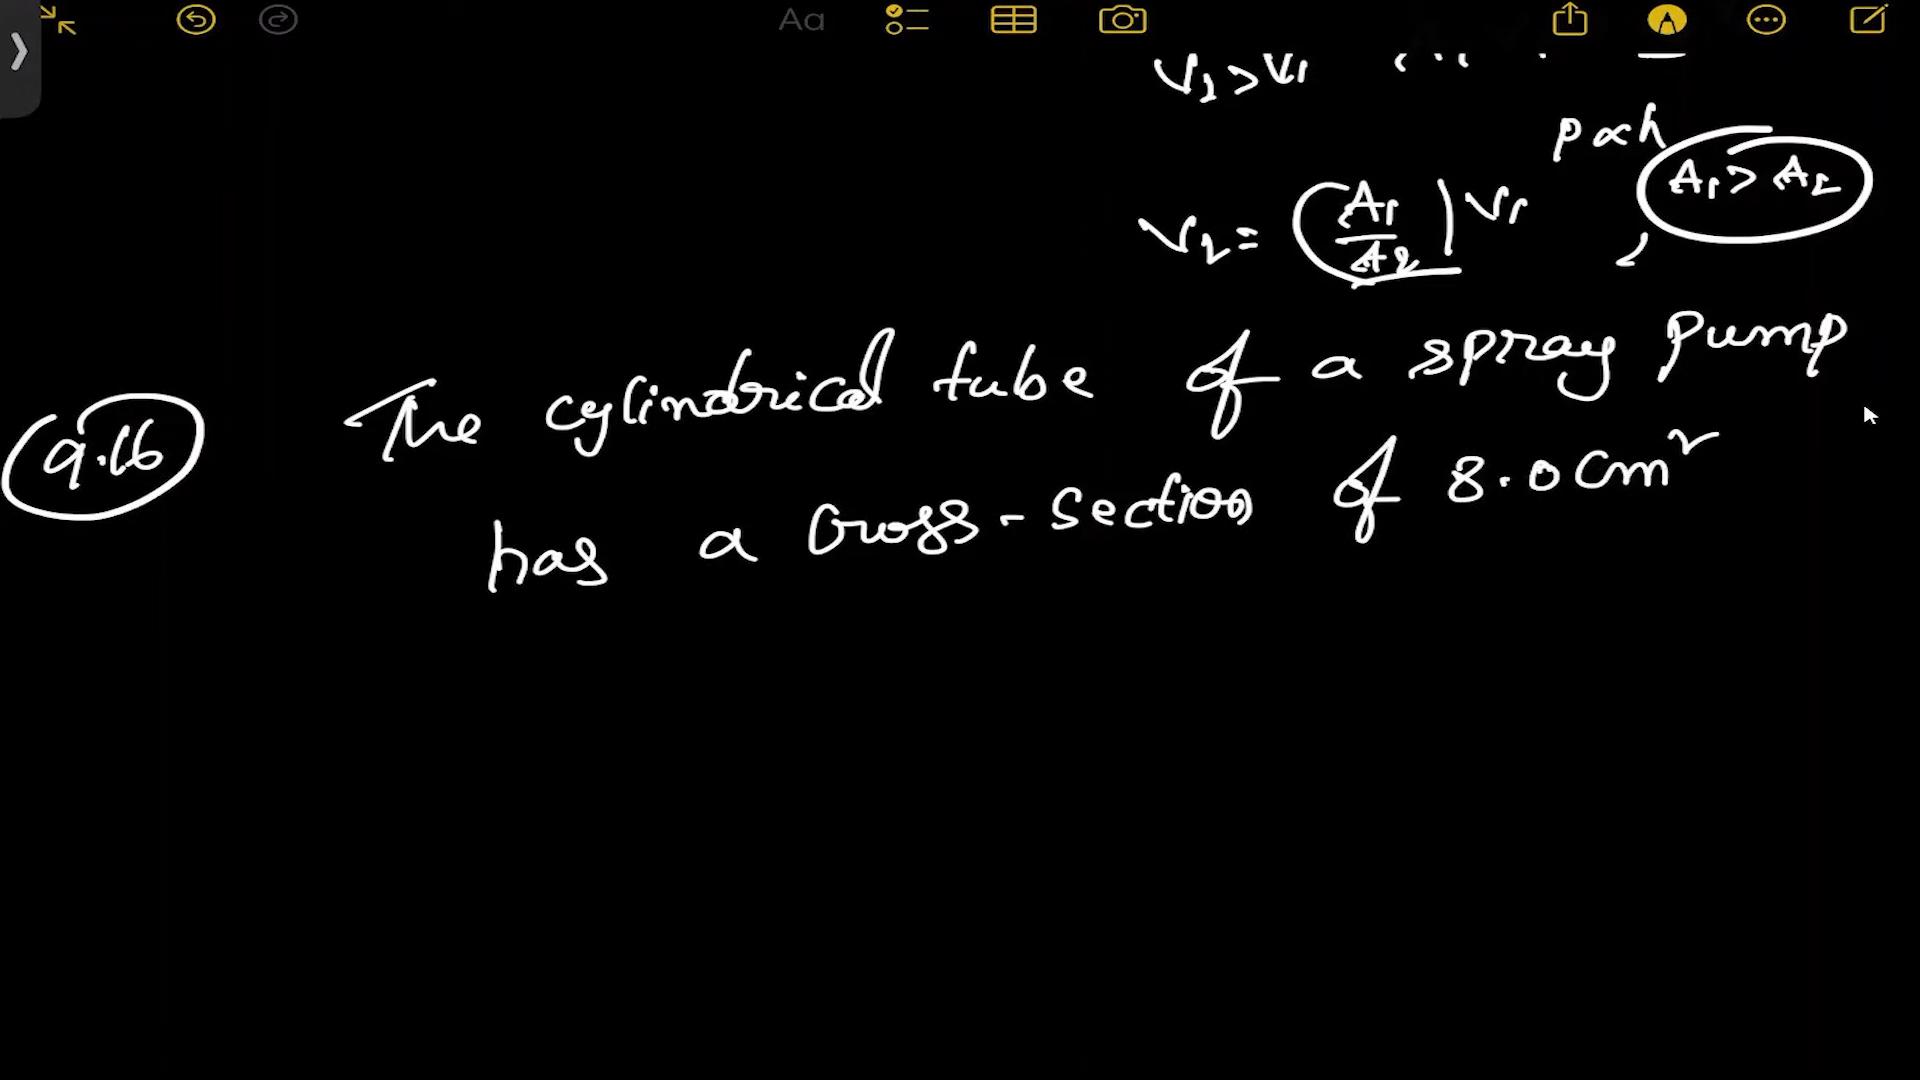 Aa
V2>V1
p∝h
A1> A2
V2= (A1/A2)V1
9.16 The cylindrical tube of a spray pump
has a cross-section of 8.0 cm²